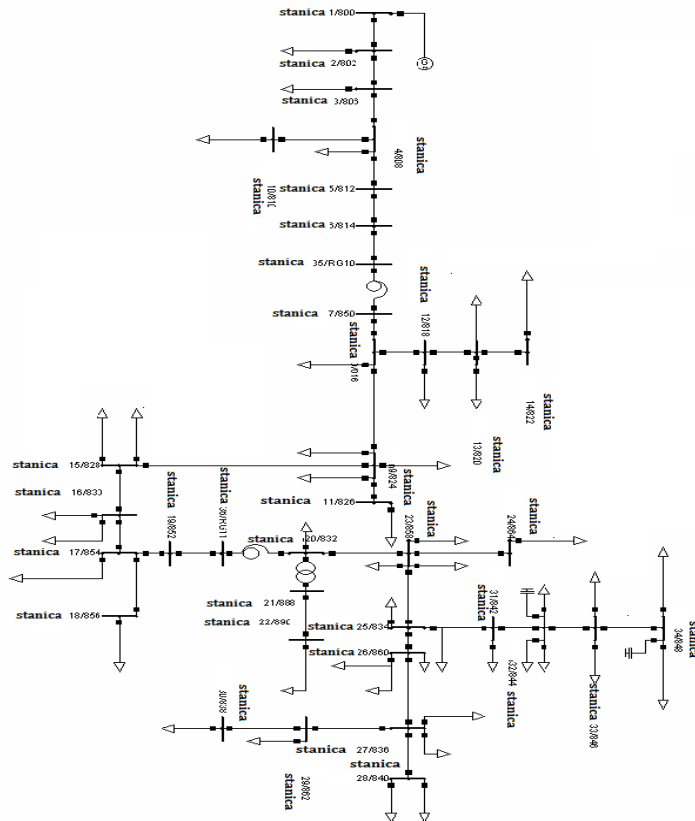 stanica 1/800
stanica 2/802
stanica 3/806
stanica
4/808
stanica
10/810
stanica 5/812
stanica 6/814
stanica 35/RG10
stanica 7/850
stanica
12/818
stanica
stanica
14/822
stanica
13/820
stanica 15/828
stanica
9/824
stanica 16/830
stanica
19/852
stanica
36/RG11
stanica 11/826
stanica
23/858
stanica
24/864
stanica 17/854
stanica 20/832
stanica 18/856
stanica 21/888
stanica 22/890
stanica 25/834
stanica 26/860
stanica
31/842
stanica
32/844
stanica 33/846
34/848
stanica
stanica
30/838
stanica 27/836
stanica
28/840
stanica
29/862